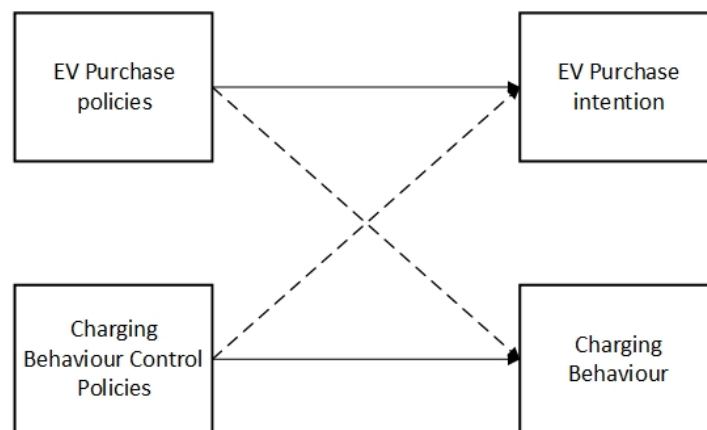 EV Purchase
policies
EV Purchase
intention
Charging
Behaviour Control
Policies
Charging
Behaviour